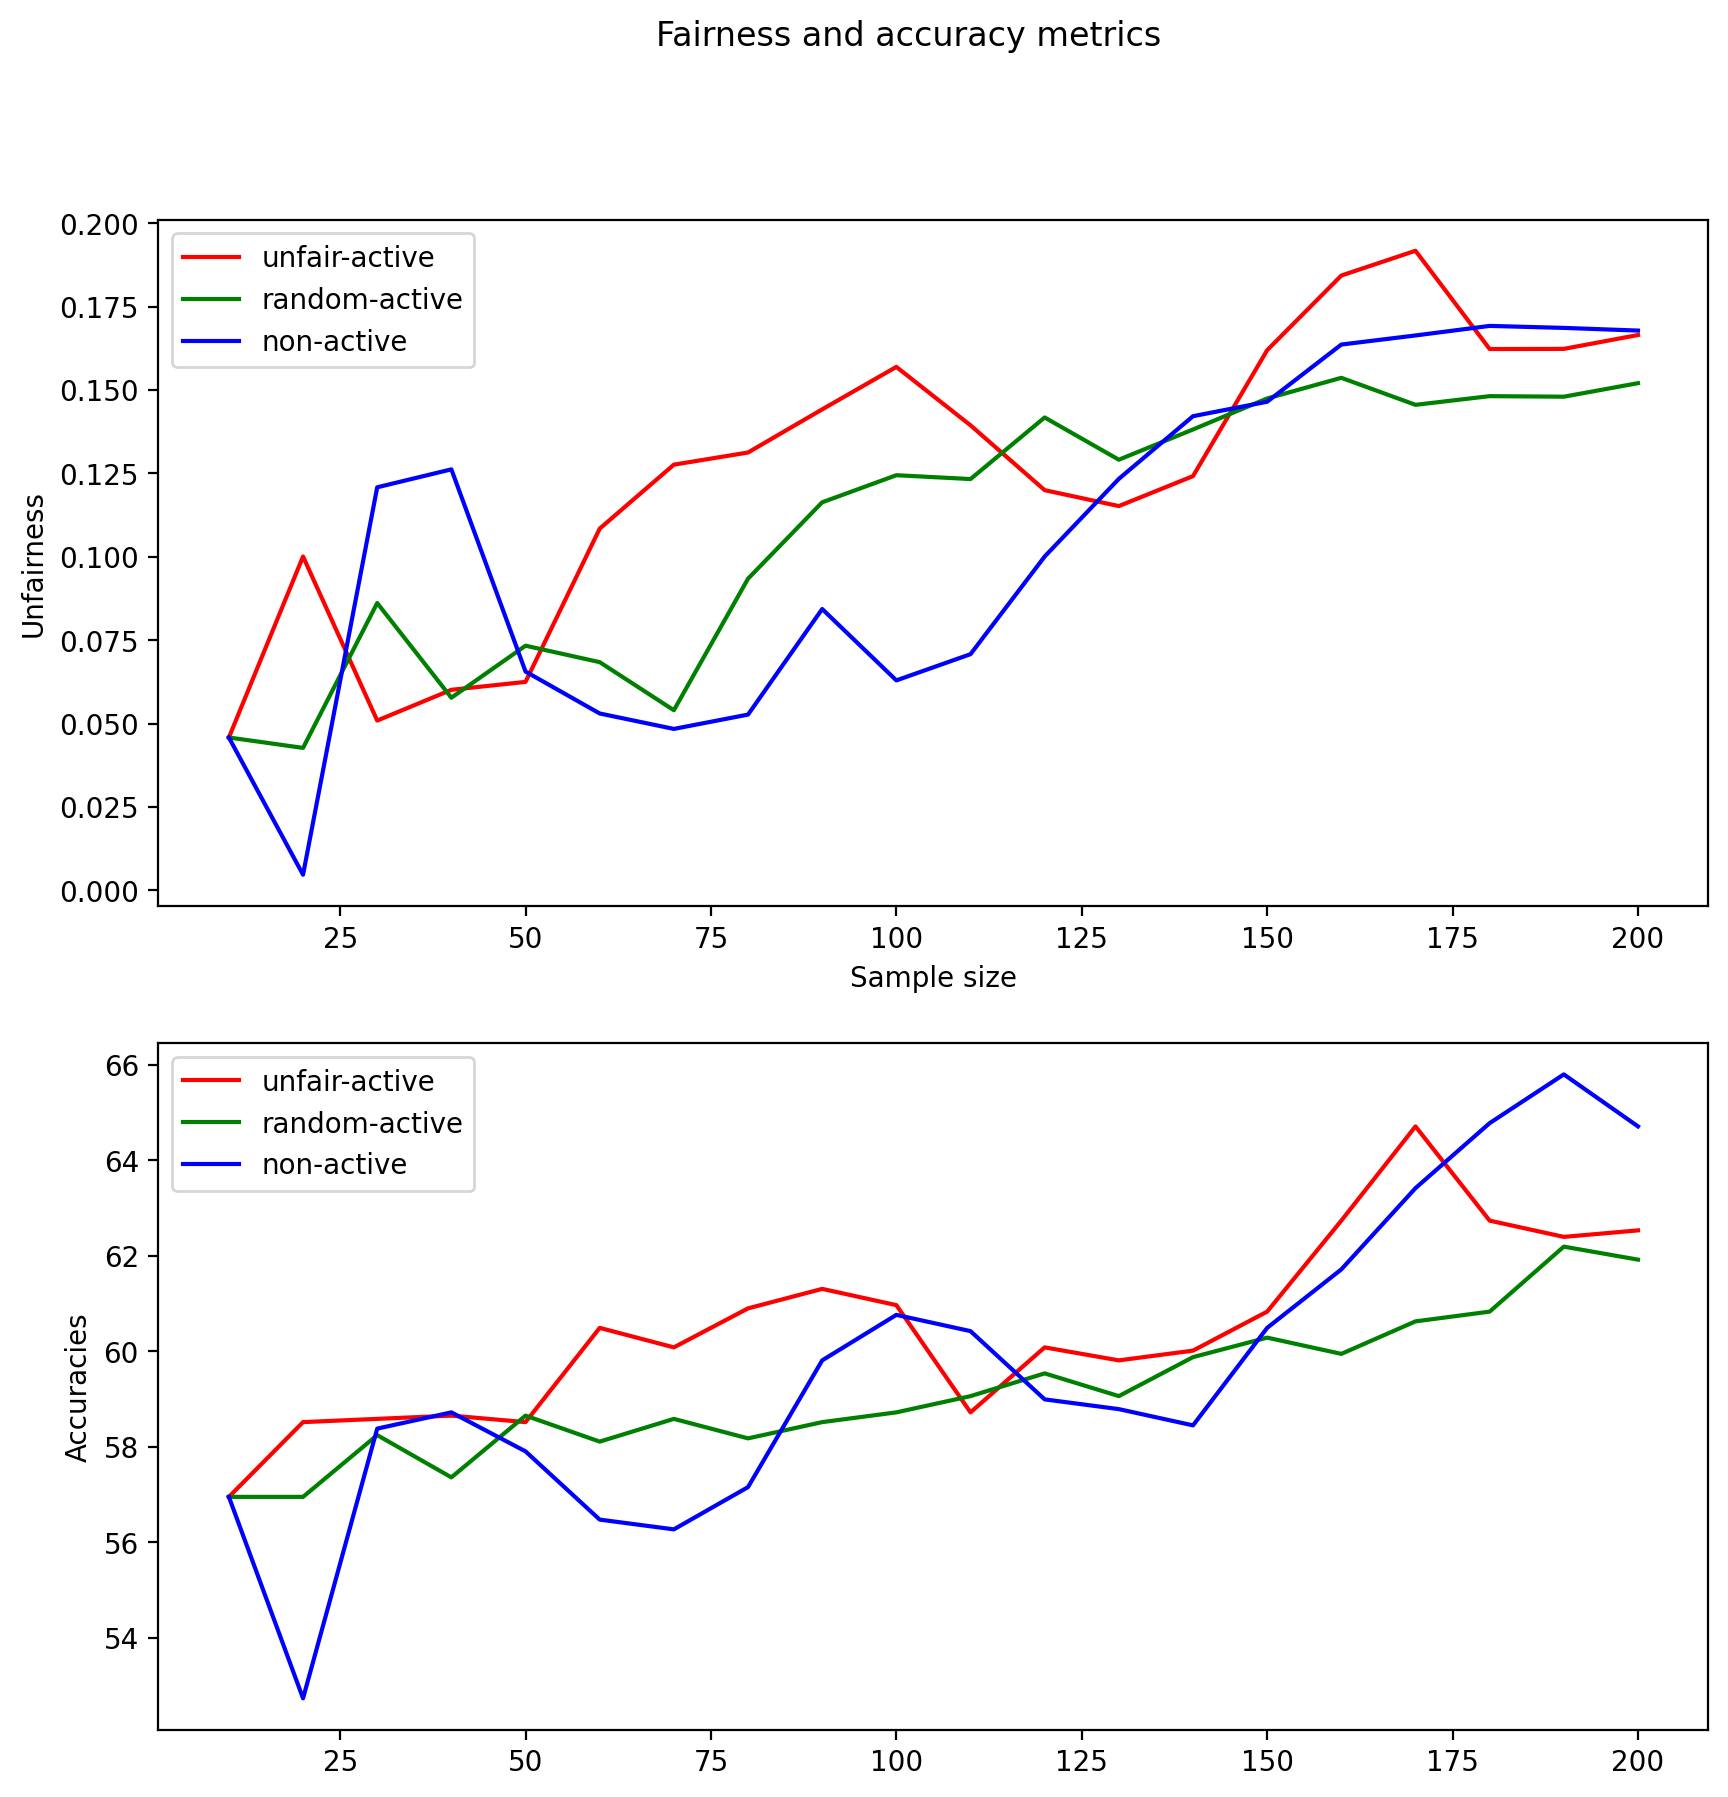 Fairness and accuracy metrics
0.200
0.175
0.150
0.125
0.100
0.075
0.050
0.025
0.000
Unfairness
unfair-active
random-active
non-active
25 50 75 100 125 150 175 200
Sample size
66
64
62
60
58
56
54
Accuracies
unfair-active
random-active
non-active
25 50 75 100 125 150 175 200